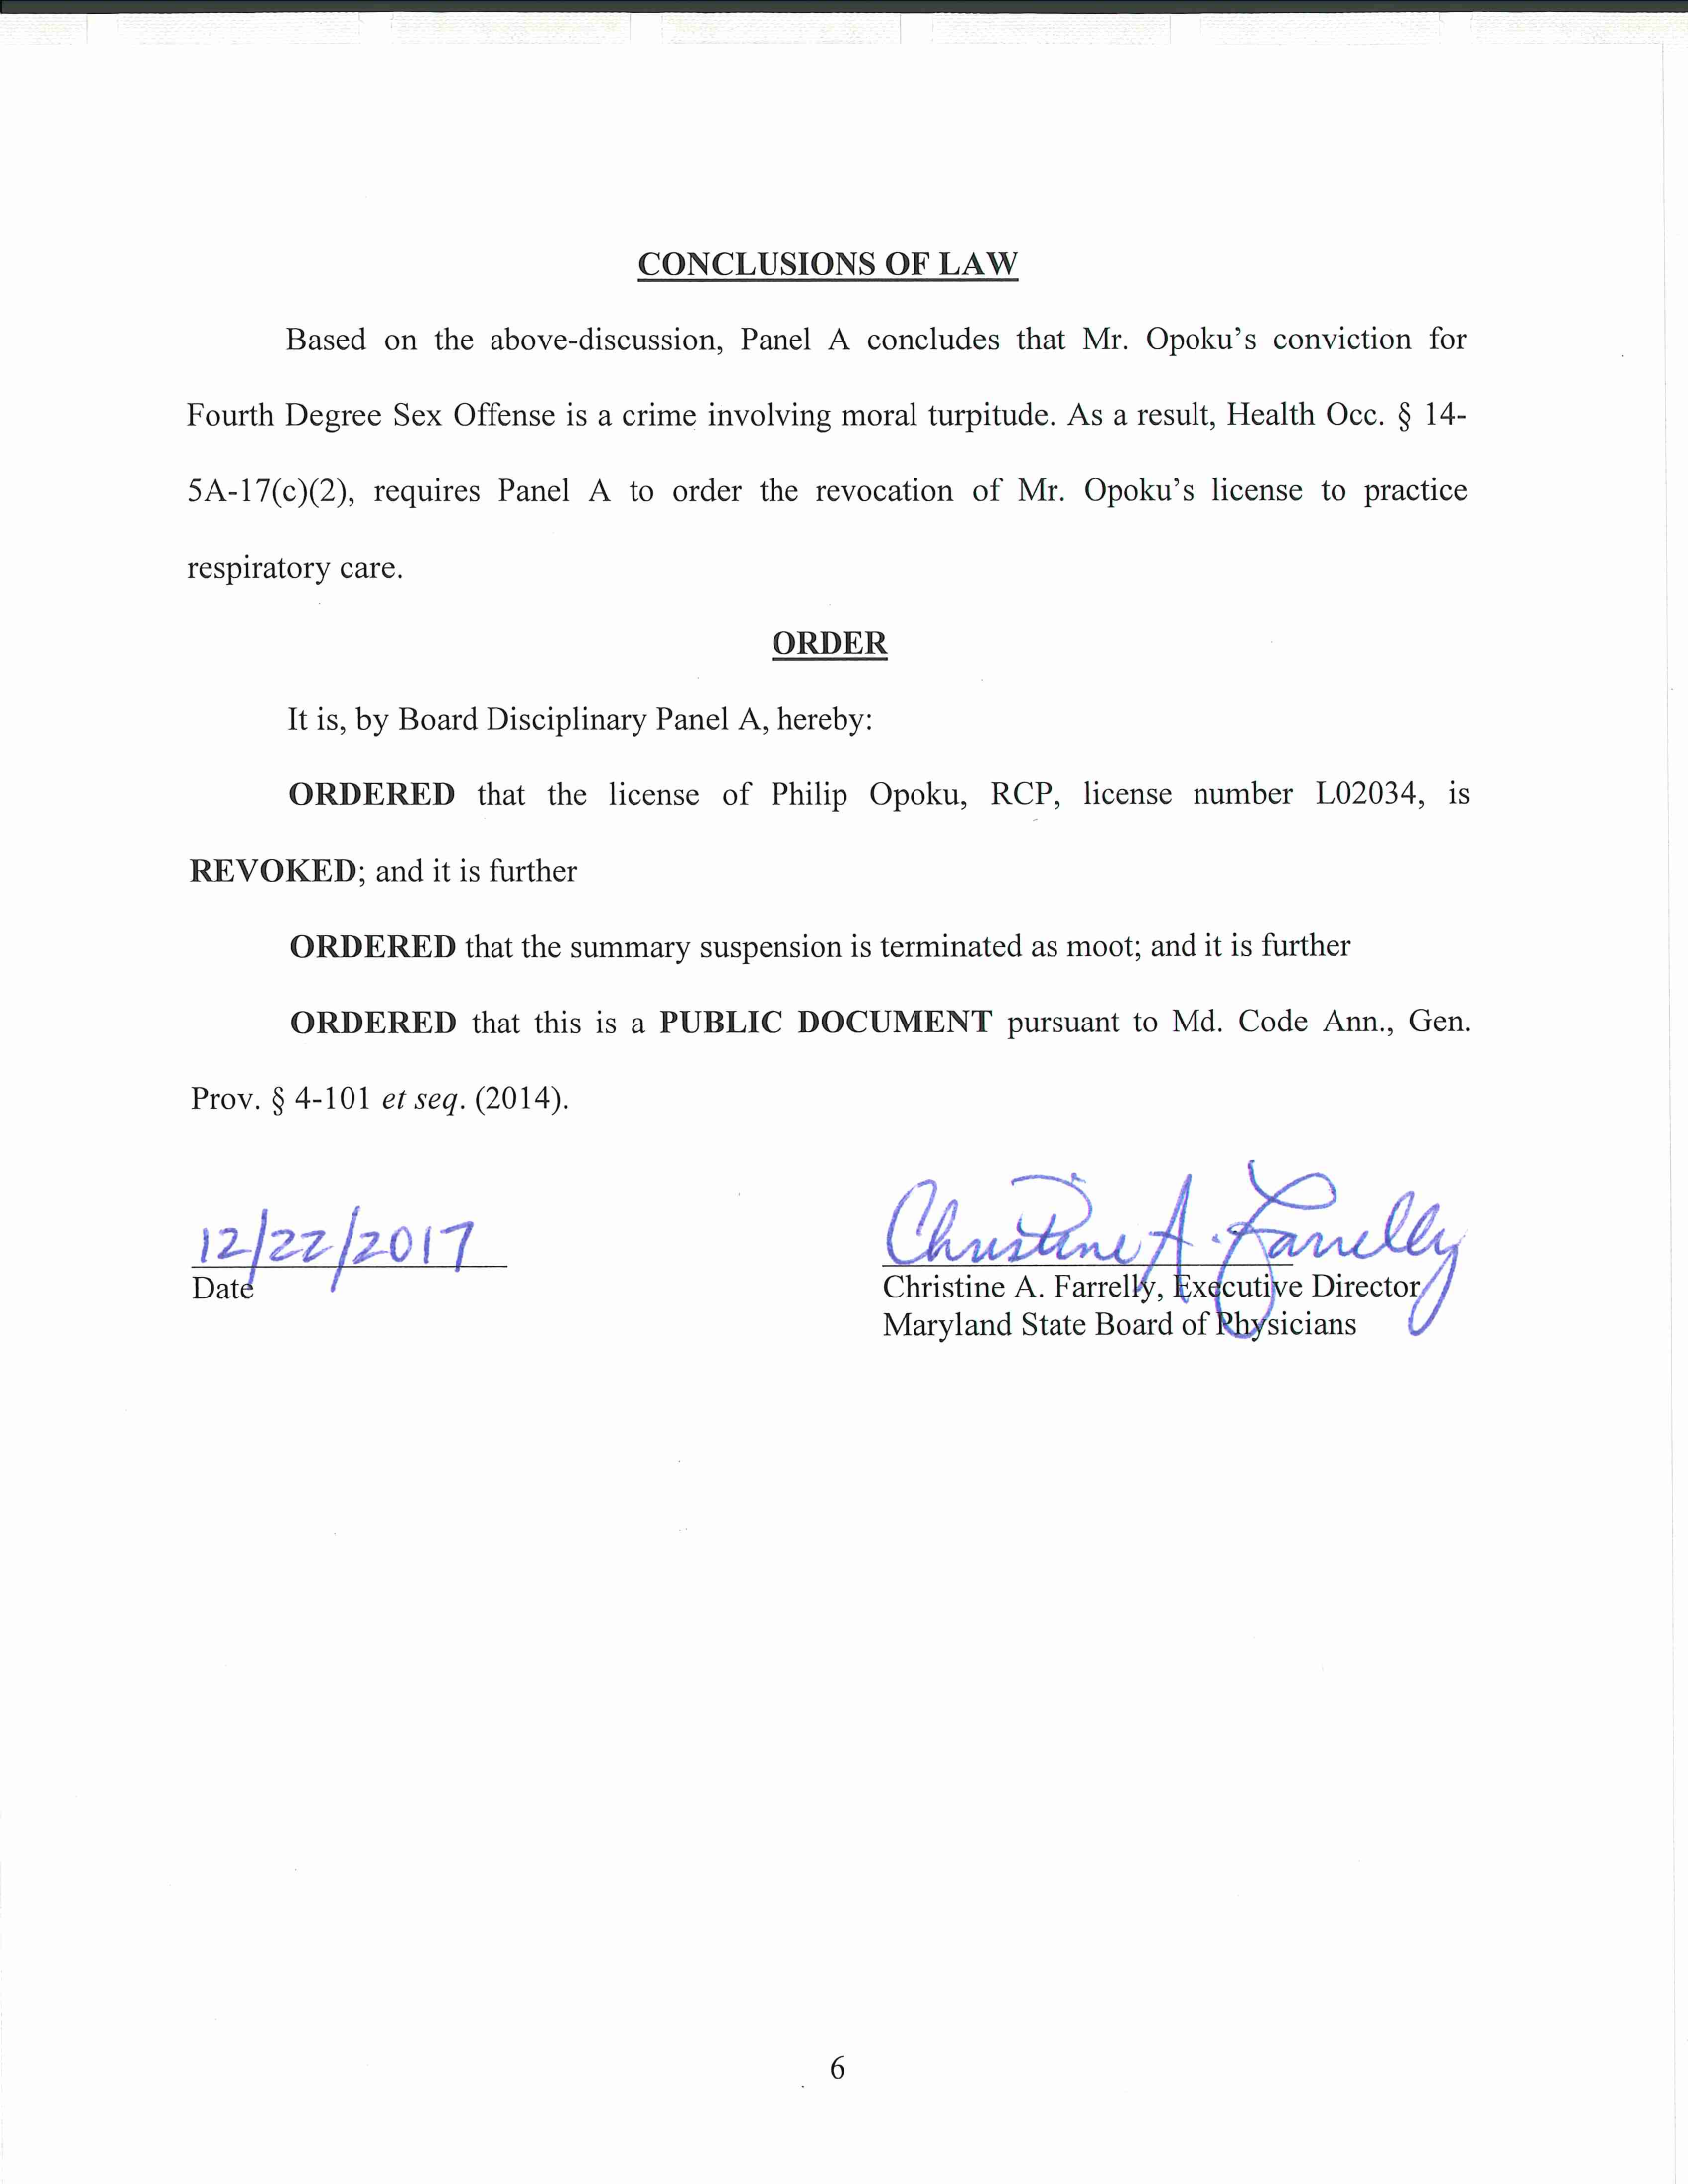 CONCLUSIONS OF LAW
Based on the above-discussion, Panel A concludes that Mr. Opoku's conviction for
Fourth Degree Sex Offense is a crime involving moral turpitude. As a result, Health Occ. § 14-
5A-17(c)(2), requires Panel A to order the revocation of Mr. Opoku's license to practice
respiratory care.
ORDER
It is, by Board Disciplinary Panel A, hereby:
ORDERED that the license of Philip Opoku, RCP, license number L02034, is
REVOKED; and it is further
ORDERED that the summary suspension is terminated as moot; and it is further
ORDERED that this is a PUBLIC DOCUMENT pursuant to Md. Code Ann., Gen.
Prov. § 4-101 et seq. (2014).
12/22/2017
Date
Christine A. Farrelly
Christine A. Farrelly, Executive Director
Maryland State Board of Physicians
6